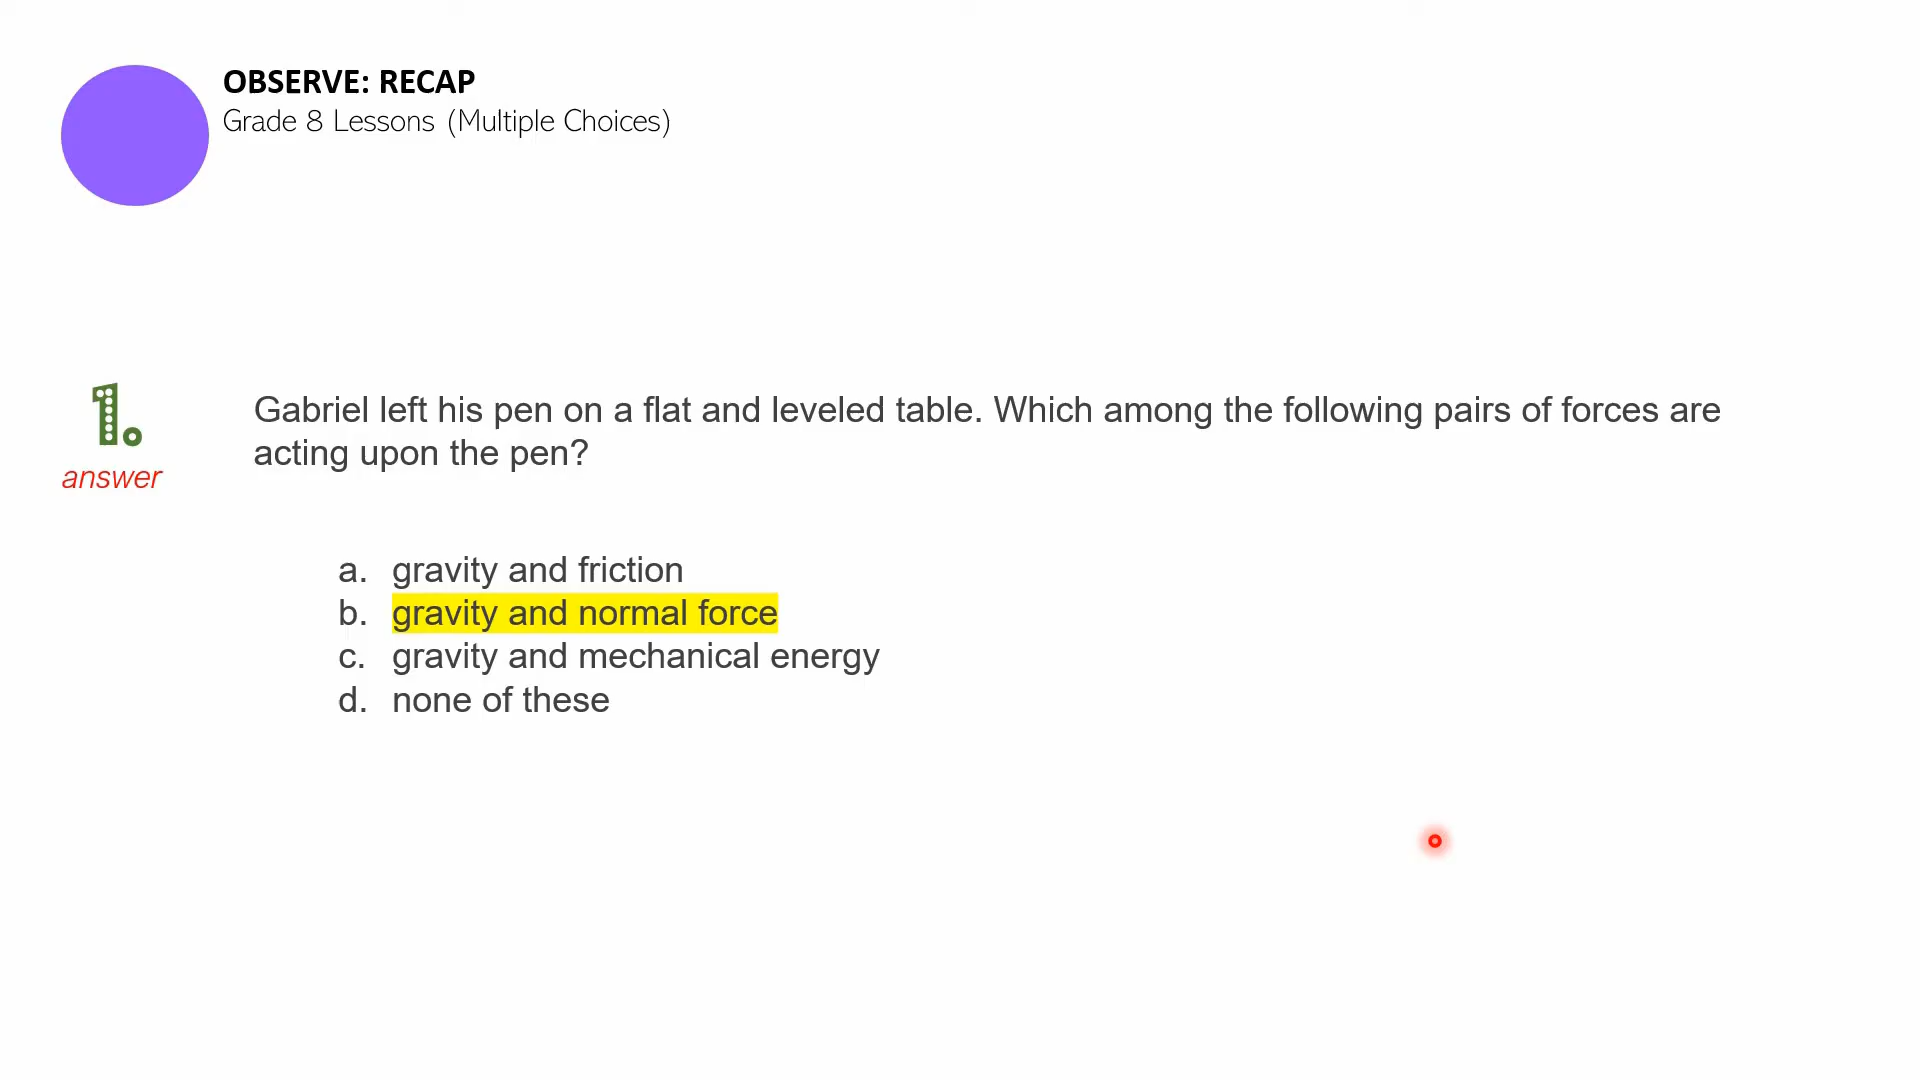 OBSERVE: RECAP
Grade 8 Lessons (Multiple Choices)
1.
answer
Gabriel left his pen on a flat and leveled table. Which among the following pairs of forces are
acting upon the pen?
a. gravity and friction
b. gravity and normal force
c. gravity and mechanical energy
d. none of these